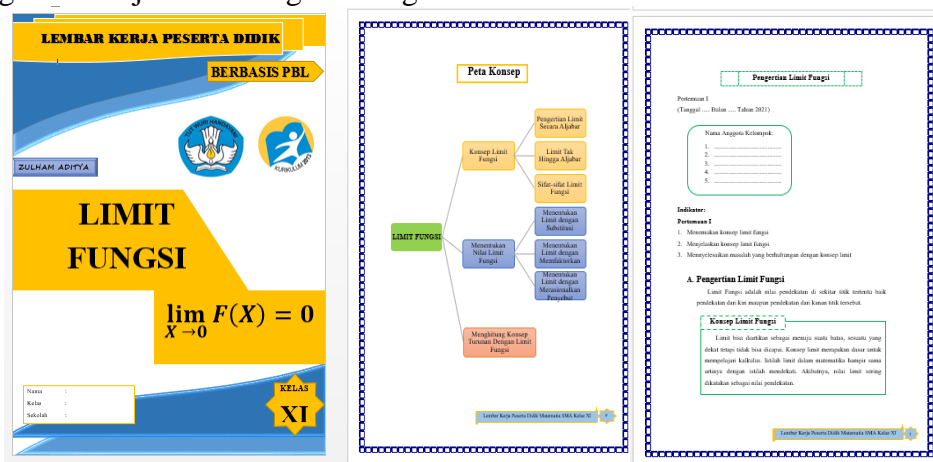 LEMBAR KERJA PESERTA DIDIK
BERBASIS PBL
TUT WURI HANDAYANI
KURIKULUM 2013
ZULHAM ADITYA
LIMIT
FUNGSI
lim F(X) = 0
X →0
Nama :
Kelas :
Sekolah :
KELAS
XI
Peta Konsep
LIMIT FUNGSI
Konsep Limit
Fungsi
Pengertian Limit
Secara Aljabar
Limit Tak
Hingga Aljabar
Sifat-sifat Limit
Fungsi
Menentukan
Nilai Limit
Fungsi
Menentukan
Limit dengan
Substitusi
Menentukan
Limit dengan
Memfaktorkan
Menentukan
Limit dengan
Merasionalkan
Penyebut
Menghitung Konsep
Turunan Dengan Limit
Fungsi
Lembar Kerja Peserta Didik Matematia SMA Kelas XI
v
Pengertian Limit Fungsi
Pertemuan I
(Tanggal .... Bulan ..... Tahun 2021)
Nama Anggota Kelompok:
1. ..............................
2. ..............................
3. ..............................
4. ..............................
5. ..............................
Indikator:
Pertemuan I
1. Menemukan konsep limit fungsi
2. Menjelaskan konsep limit fungsi
3. Mennyelesaikan masalah yang berhubungan dengan konsep limit
A. Pengertian Limit Fungsi
Limit Fungsi adalah nilai pendekatan di sekitar titik tertentu baik
pendekatan dari kiri maupun pendekatan dari kanan titik tersebut.
Konsep Limit Fungsi
Limit bisa diartikan sebagai menuju suatu batas, sesuatu yang
dekat tetapi tidak bisa dicapai. Konsep limit merupakan dasar untuk
mempelajari kalkulus. Istilah limit dalam matematika hampir sama
artinya dengan istilah mendekati. Akibatnya, nilai limit sering
dikatakan sebagai nilai pendekatan.
Lembar Kerja Peserta Didik Matematia SMA Kelas XI